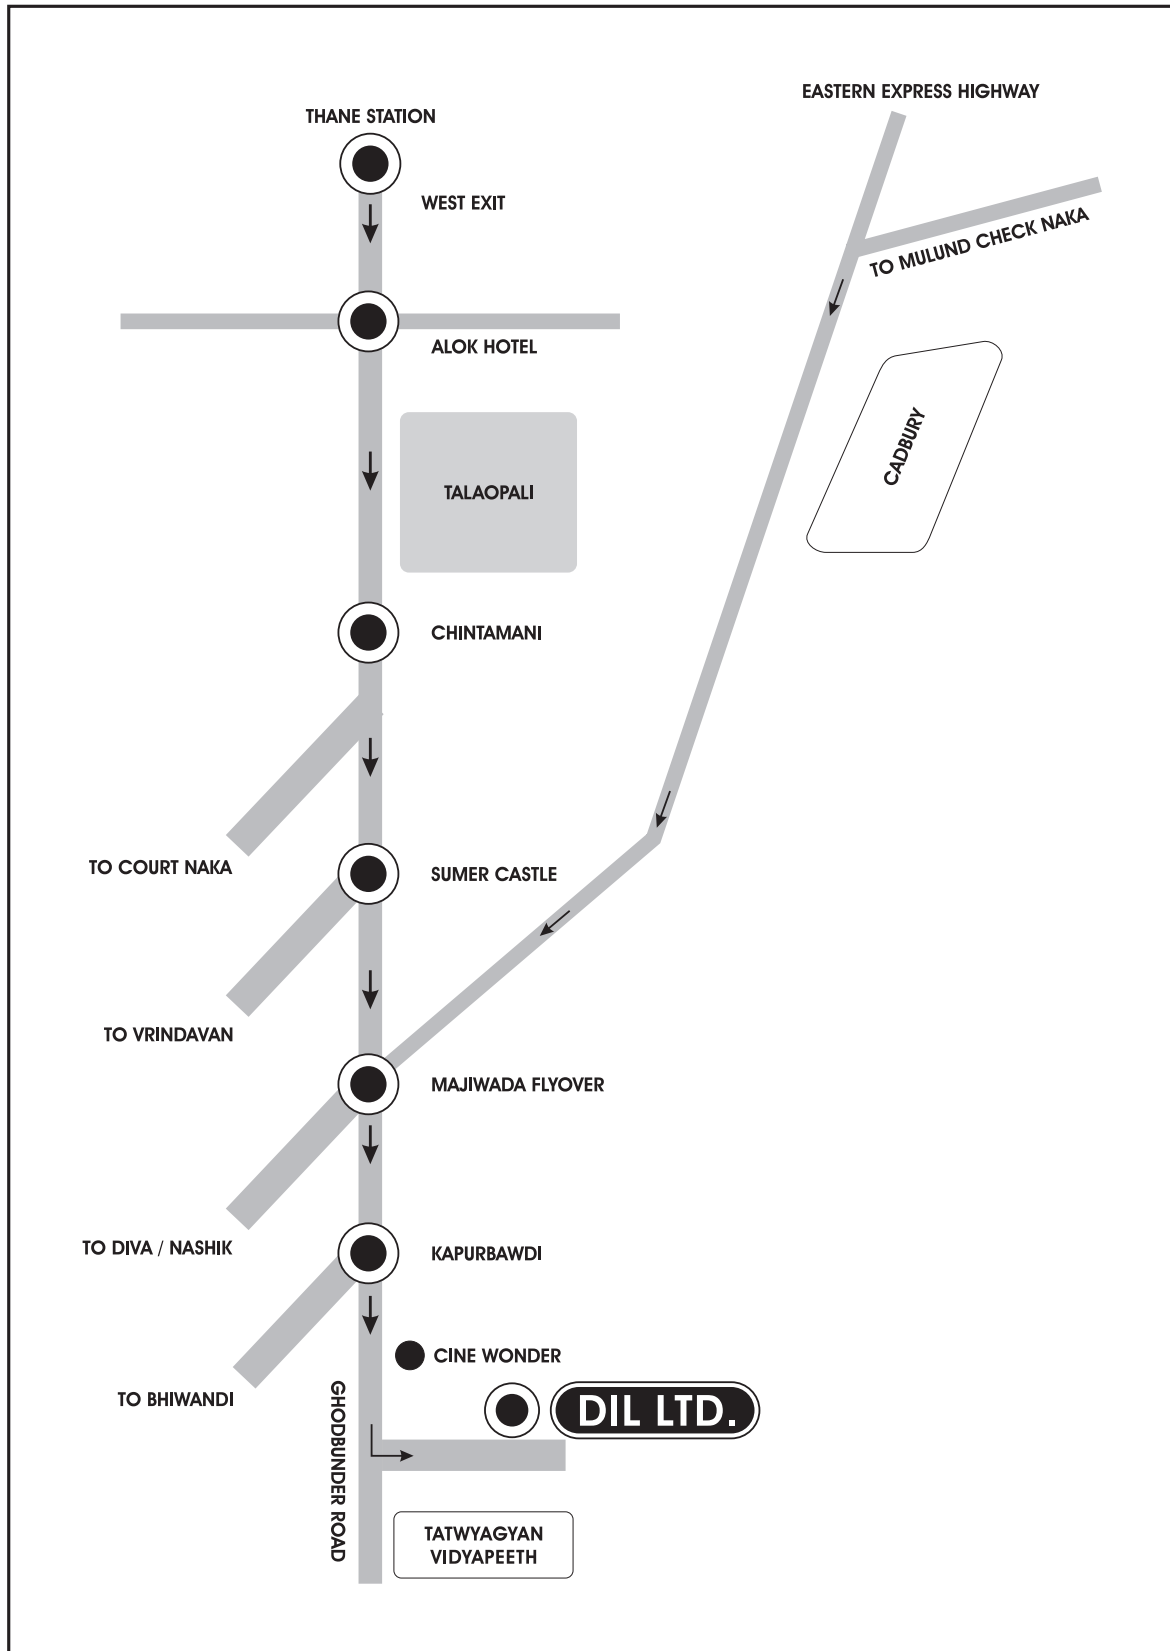 EASTERN EXPRESS HIGHWAY
THANE STATION
WEST EXIT
TO MULUND CHECK NAKA
ALOK HOTEL
CADBURY
TALAOPALI
CHINTAMANI
TO COURT NAKA
SUMER CASTLE
TO VRINDAVAN
MAJIWADA FLYOVER
TO DIVA / NASHIK
KAPURBAWDI
CINE WONDER
TO BHIWANDI
DIL LTD.
GHODBUNDER ROAD
TATWYAGYAN
VIDYAPEETH